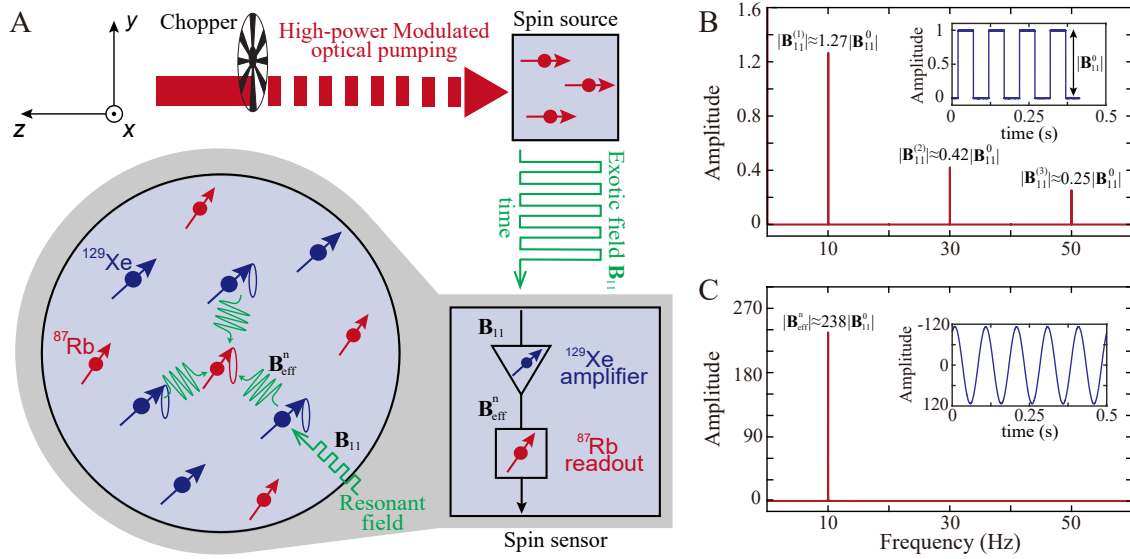 A
y
z
x
Chopper
High-power Modulated
optical pumping
Spin source
Exotic field B₁₁
time
¹²⁹Xe
⁸⁷Rb
Bⁿeff
B₁₁
Resonant
field
B₁₁
¹²⁹Xe
amplifier
Bⁿeff
⁸⁷Rb
readout
Spin sensor
B
1.6
1.2
0.8
0.4
0
Amplitude
|B₁₁⁽¹⁾|≈1.27|B₁₁⁰|
|B₁₁⁽²⁾|≈0.42|B₁₁⁰|
|B₁₁⁽³⁾|≈0.25|B₁₁⁰|
10
30
50
Amplitude
1
0.5
0
|B₁₁⁰|
0
0.25
0.5
time (s)
C
270
180
90
0
Amplitude
|Bⁿeff|≈238|B₁₁⁰|
Amplitude
-120
0
120
0
0.25
0.5
time (s)
10
30
50
Frequency (Hz)